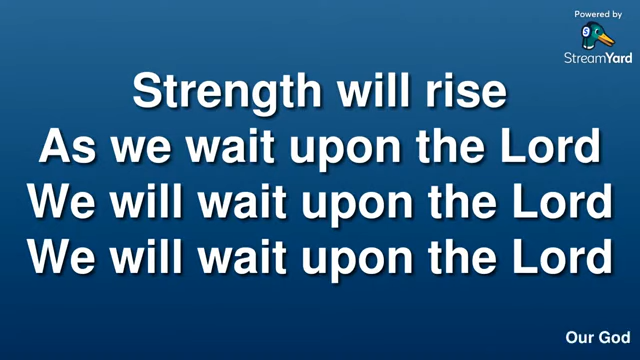 Powered by
StreamYard
Strength will rise
As we wait upon the Lord
We will wait upon the Lord
We will wait upon the Lord
Our God